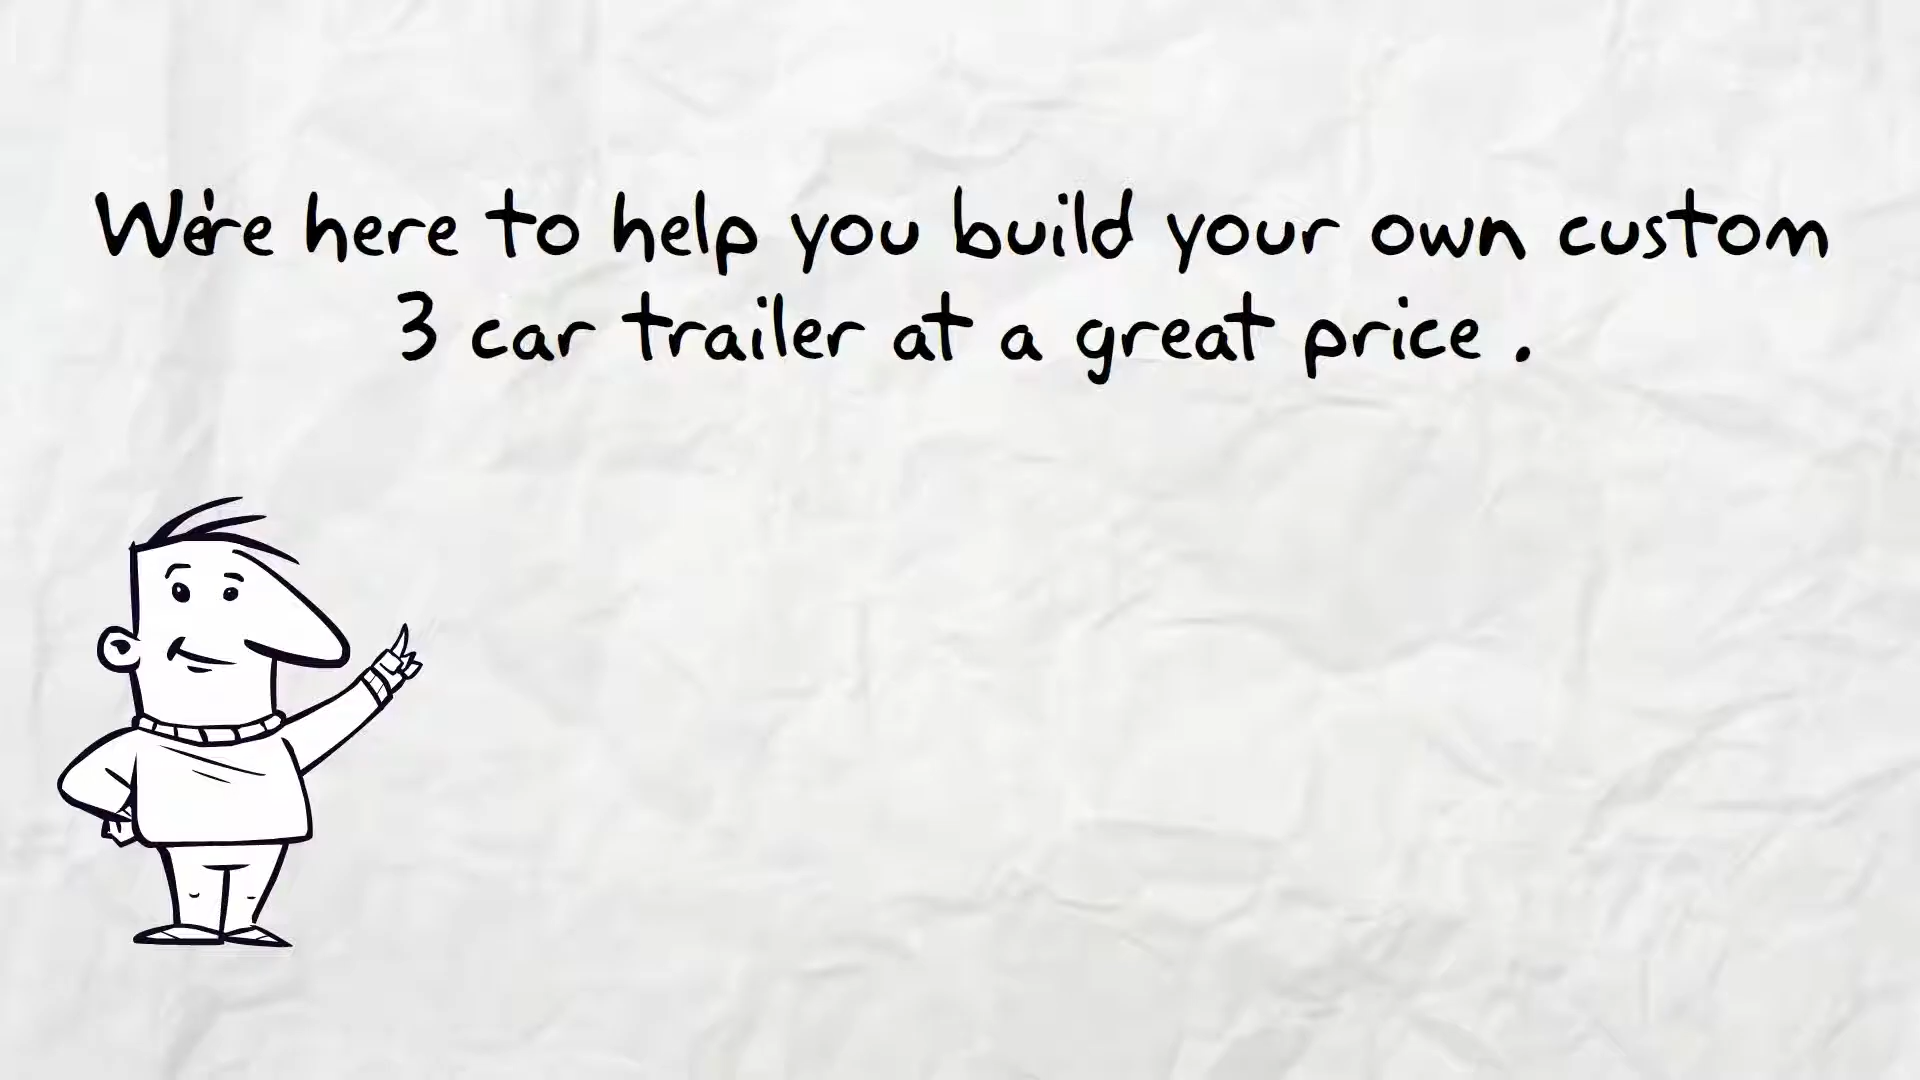 We're here to help you build your own custom
3 car trailer at a great price .